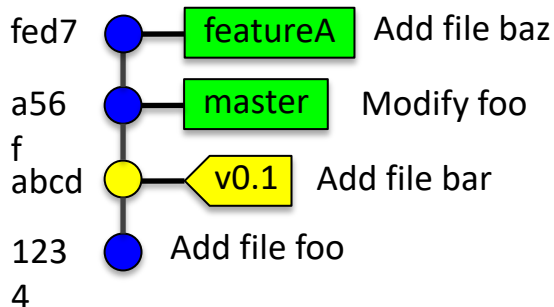 fed7 featureA Add file baz
a56
f
master Modify foo
abcd v0.1 Add file bar
123
4
Add file foo